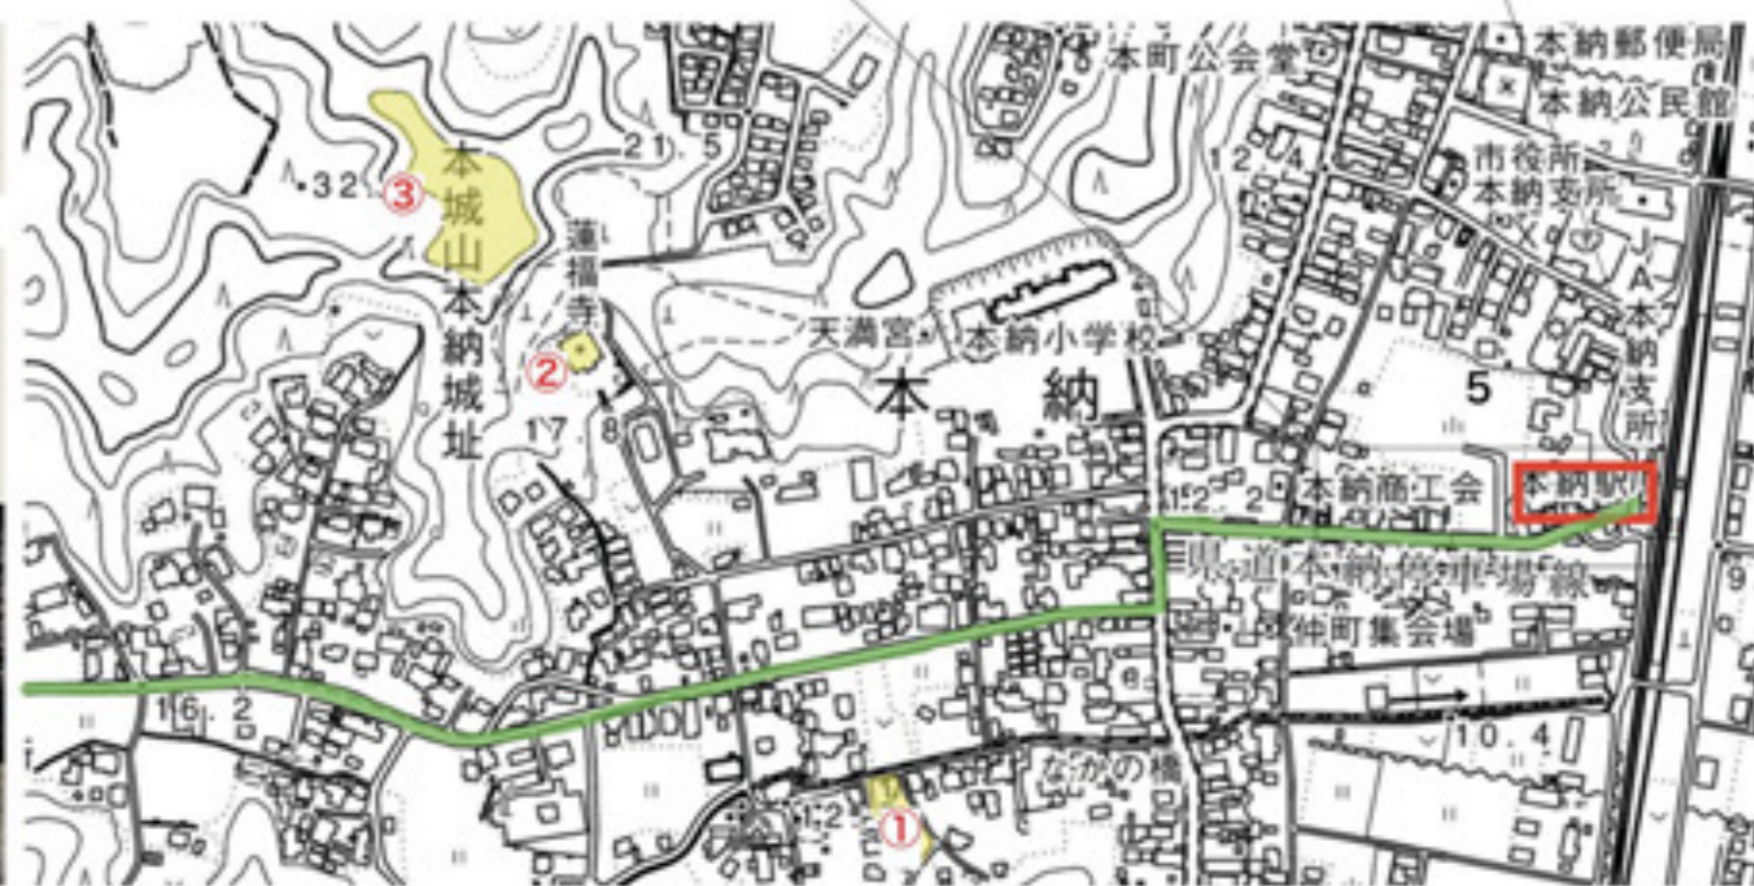 本町公会堂
本納郵便局
本納公民館
21.5
12.4
市役所
本納支所
32.
③
本城山
本納城址
蓮福寺
JA本納支所
天満宮
本納小学校
②
本納
5
17.8
12.2
本納商工会
本納駅
県道本納停車場線
9
仲町集会場
16.2
10.4
なかの橋
12
①